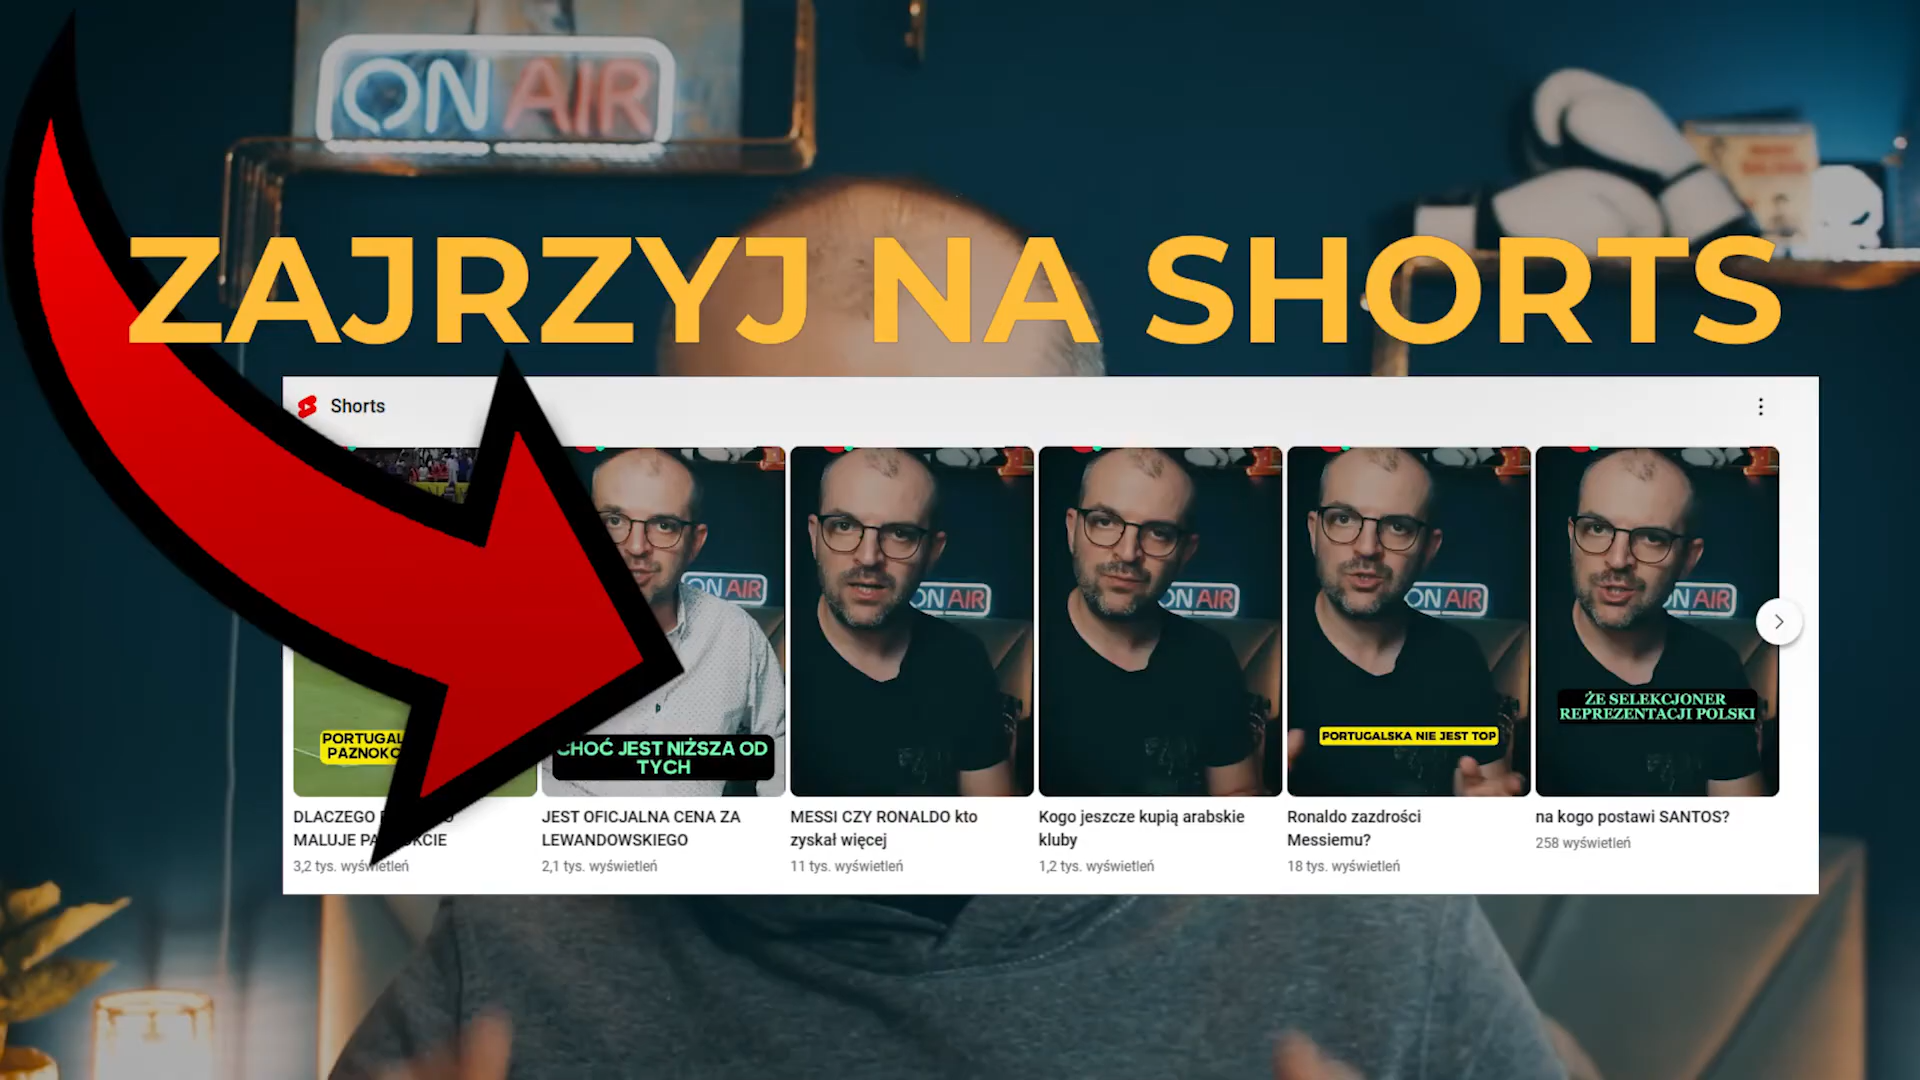 ON AIR
ZAJRZYJ NA SHORTS
Shorts
PORTUGAL
PAZNOKC
DLACZEGO
MALUJE PA KCIE
3,2 tys. wyświetleń
ON AIR
CHOĆ JEST NIŻSZA OD
TYCH
JEST OFICJALNA CENA ZA
LEWANDOWSKIEGO
2,1 tys. wyświetleń
ON AIR
MESSI CZY RONALDO kto
zyskał więcej
11 tys. wyświetleń
ON AIR
Kogo jeszcze kupią arabskie
kluby
1,2 tys. wyświetleń
ON AIR
PORTUGALSKA NIE JEST TOP
Ronaldo zazdrości
Messiemu?
18 tys. wyświetleń
ON AIR
ŻE SELEKCJONER
REPREZENTACJI POLSKI
na kogo postawi SANTOS?
258 wyświetleń